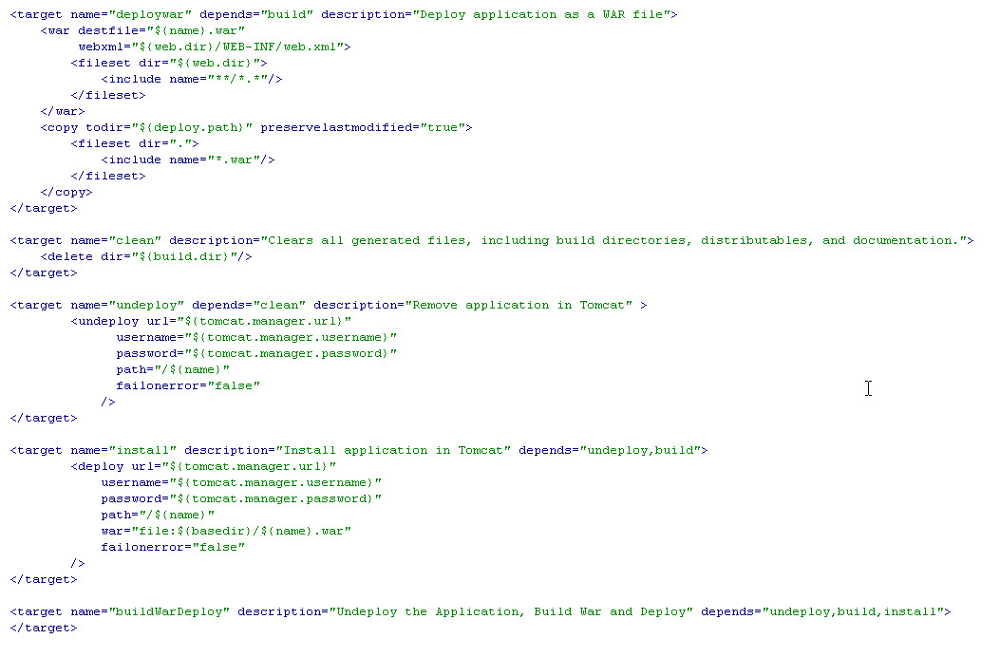 <target name="deploywar" depends="build" description="Deploy application as a WAR file">
    <war destfile="${name}.war"
         webxml="${web.dir}/WEB-INF/web.xml">
        <fileset dir="${web.dir}">
            <include name="**/*.*"/>
        </fileset>
    </war>
    <copy todir="${deploy.path}" preservelastmodified="true">
        <fileset dir=".">
            <include name="*.war"/>
        </fileset>
    </copy>
</target>

<target name="clean" description="Clears all generated files, including build directories, distributables, and documentation.">
    <delete dir="${build.dir}"/>
</target>

<target name="undeploy" depends="clean" description="Remove application in Tomcat" >
        <undeploy url="${tomcat.manager.url}"
              username="${tomcat.manager.username}"
              password="${tomcat.manager.password}"
              path="/${name}"
              failonerror="false"
            />
</target>

<target name="install" description="Install application in Tomcat" depends="undeploy,build">
        <deploy url="${tomcat.manager.url}"
            username="${tomcat.manager.username}"
            password="${tomcat.manager.password}"
            path="/${name}"
            war="file:${basedir}/${name}.war"
            failonerror="false"
        />
</target>

<target name="buildWarDeploy" description="Undeploy the Application, Build War and Deploy" depends="undeploy,build,install">
</target>